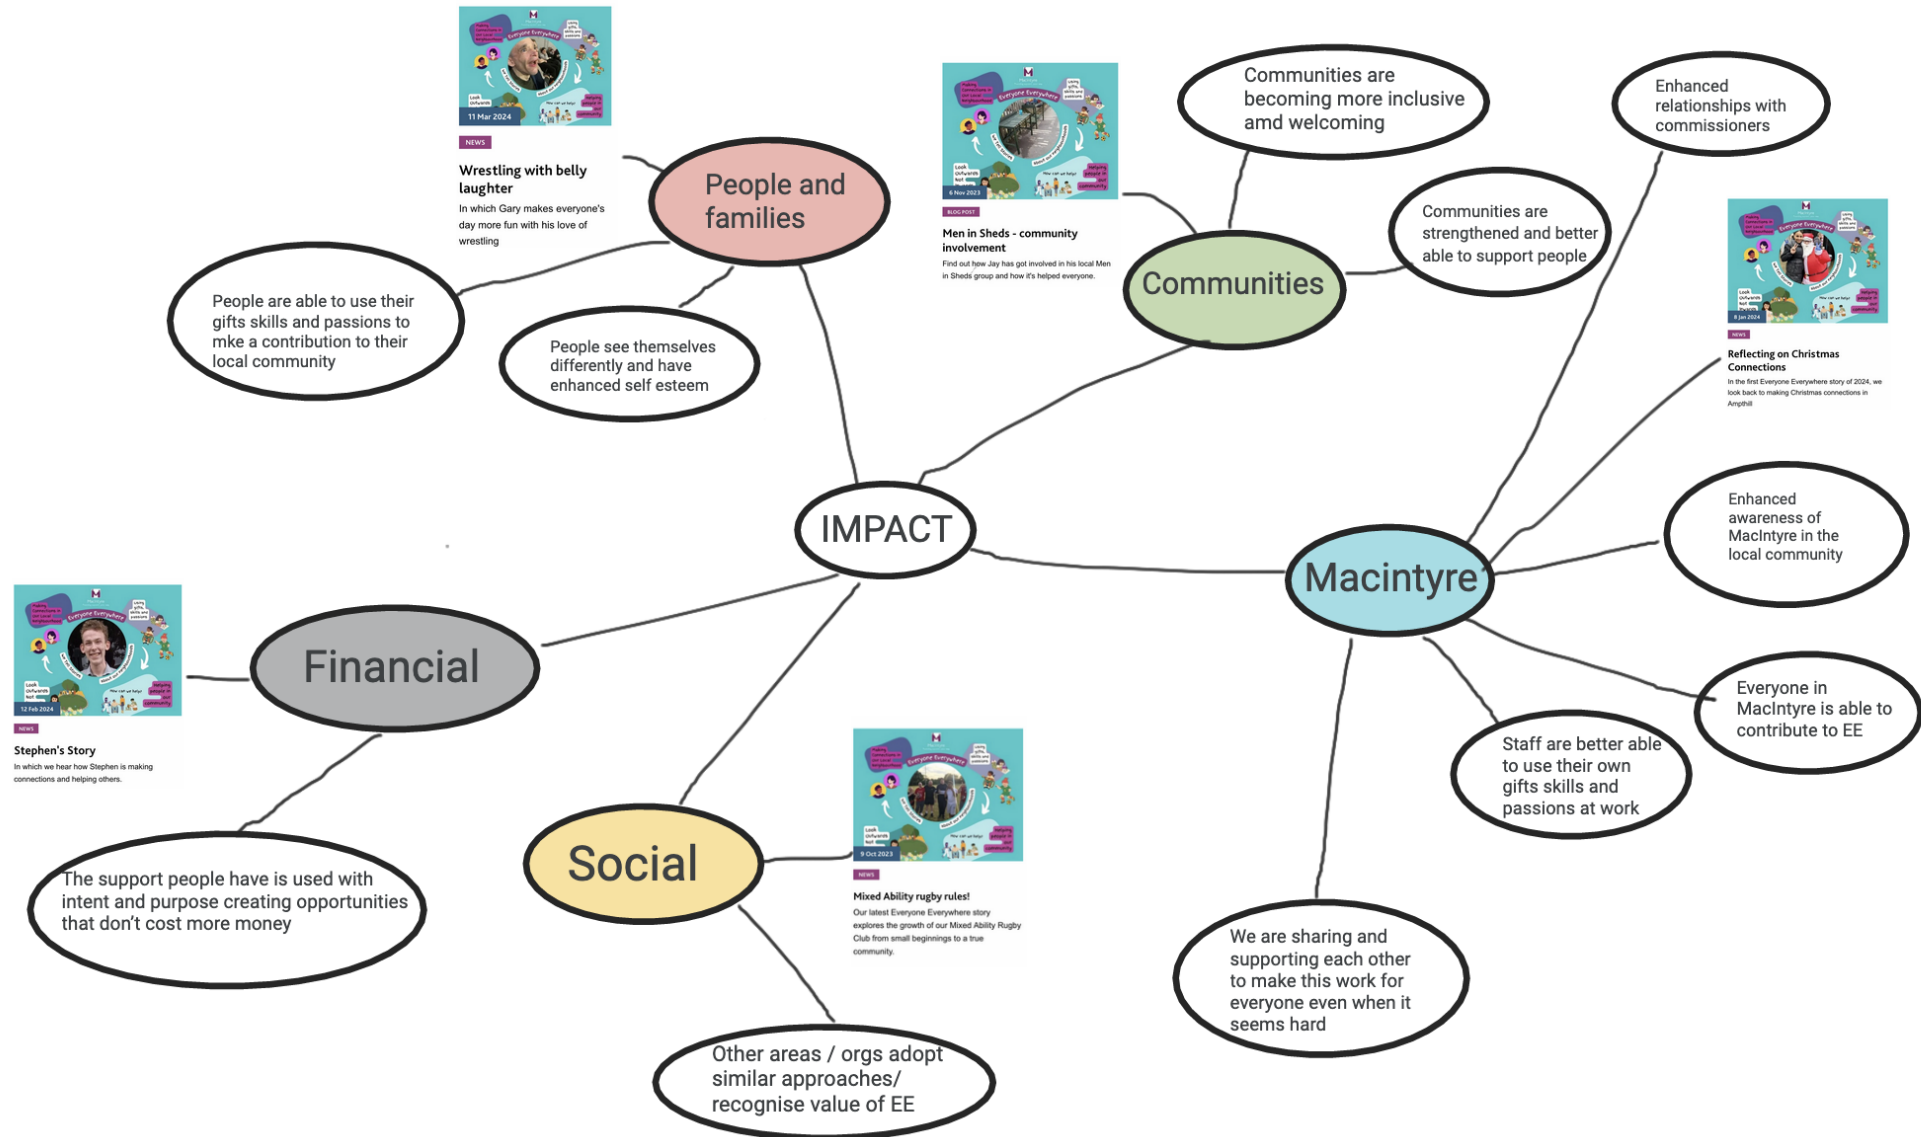 11 Mar 2024
NEWS
Wrestling with belly
laughter
In which Gary makes everyone's
day more fun with his love of
wrestling
People and
families
People are able to use their
gifts skills and passions to
mke a contribution to their
local community
People see themselves
differently and have
enhanced self esteem
Everyone Everywhere
6 Nov 2023
BLOG POST
Men in Sheds - community
involvement
Find out how Jay has got involved in his local Men
in Sheds group and how it's helped everyone.
Communities are
becoming more inclusive
amd welcoming
Communities are
strengthened and better
able to support people
Communities
Enhanced
relationships with
commissioners
Everyone Everywhere
8 Jan 2024
NEWS
Reflecting on Christmas
Connections
In the first Everyone Everywhere story of 2024, we
look back to making Christmas connections in
Ampthill
IMPACT
Macintyre
Enhanced
awareness of
MacIntyre in the
local community
Everyone in
MacIntyre is able to
contribute to EE
Staff are better able
to use their own
gifts skills and
passions at work
We are sharing and
supporting each other
to make this work for
everyone even when it
seems hard
Everyone Everywhere
12 Feb 2024
NEWS
Stephen's Story
In which we hear how Stephen is making
connections and helping others.
Financial
The support people have is used with
intent and purpose creating opportunities
that don't cost more money
Social
Everyone Everywhere
9 Oct 2023
NEWS
Mixed Ability rugby rules!
Our latest Everyone Everywhere story
explores the growth of our Mixed Ability Rugby
Club from small beginnings to a true
community.
Other areas / orgs adopt
similar approaches/
recognise value of EE